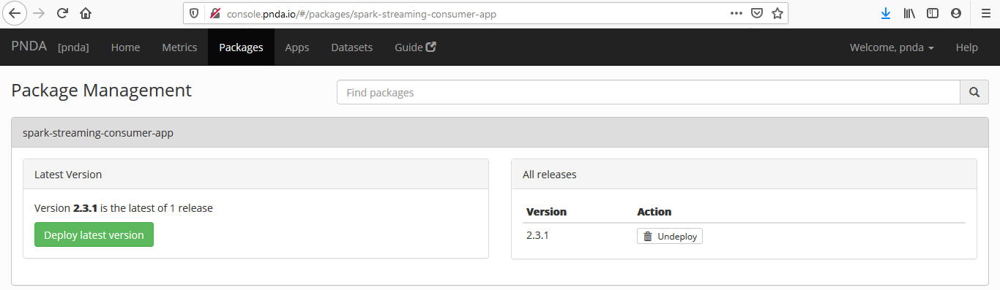 console.pnda.io/#/packages/spark-streaming-consumer-app
PNDA [pnda] Home Metrics Packages Apps Datasets Guide Welcome, pnda Help
Package Management Find packages
spark-streaming-consumer-app
Latest Version
Version 2.3.1 is the latest of 1 release
Deploy latest version
All releases
Version Action
2.3.1 Undeploy